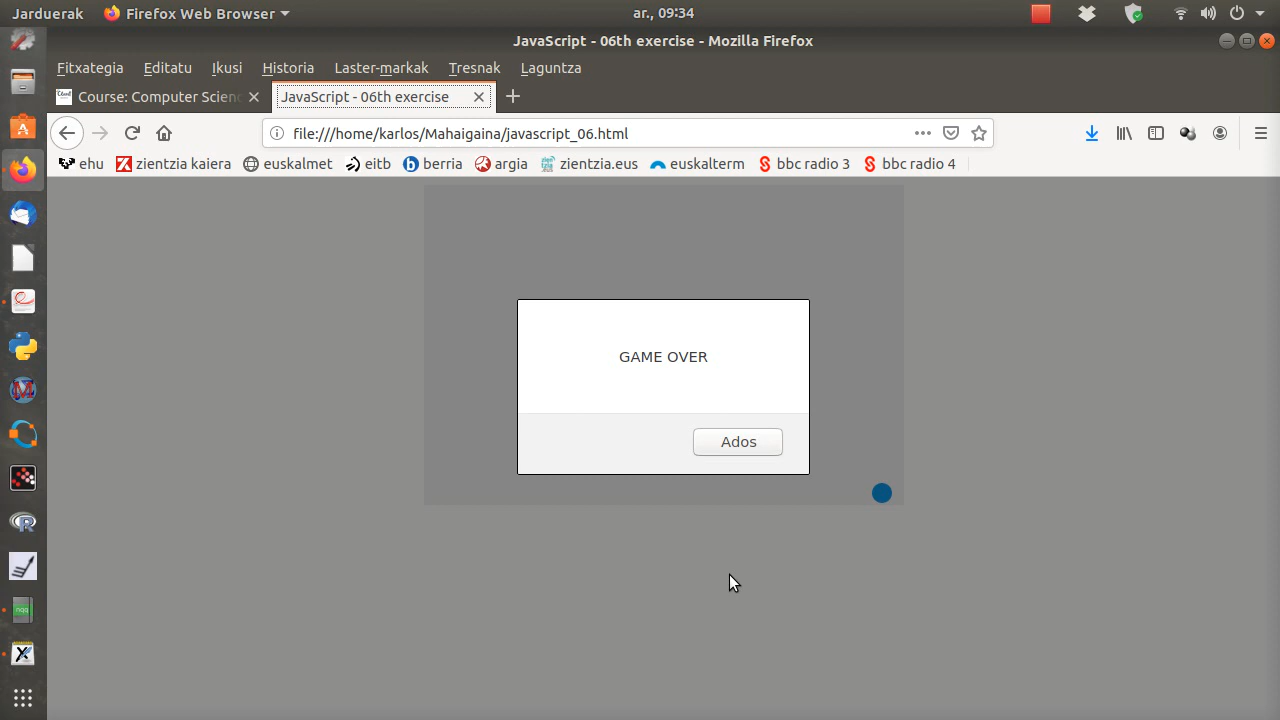 Jarduerak Firefox Web Browser ar., 09:34
JavaScript - 06th exercise - Mozilla Firefox
Fitxategia Editatu Ikusi Historia Laster-markak Tresnak Laguntza
Course: Computer Scien JavaScript - 06th exercise
file:///home/karlos/Mahaigaina/javascript_06.html
ehu zientzia kaiera euskalmet eitb berria argia zientzia.eus euskalterm bbc radio 3 bbc radio 4
GAME OVER
Ados
nqq